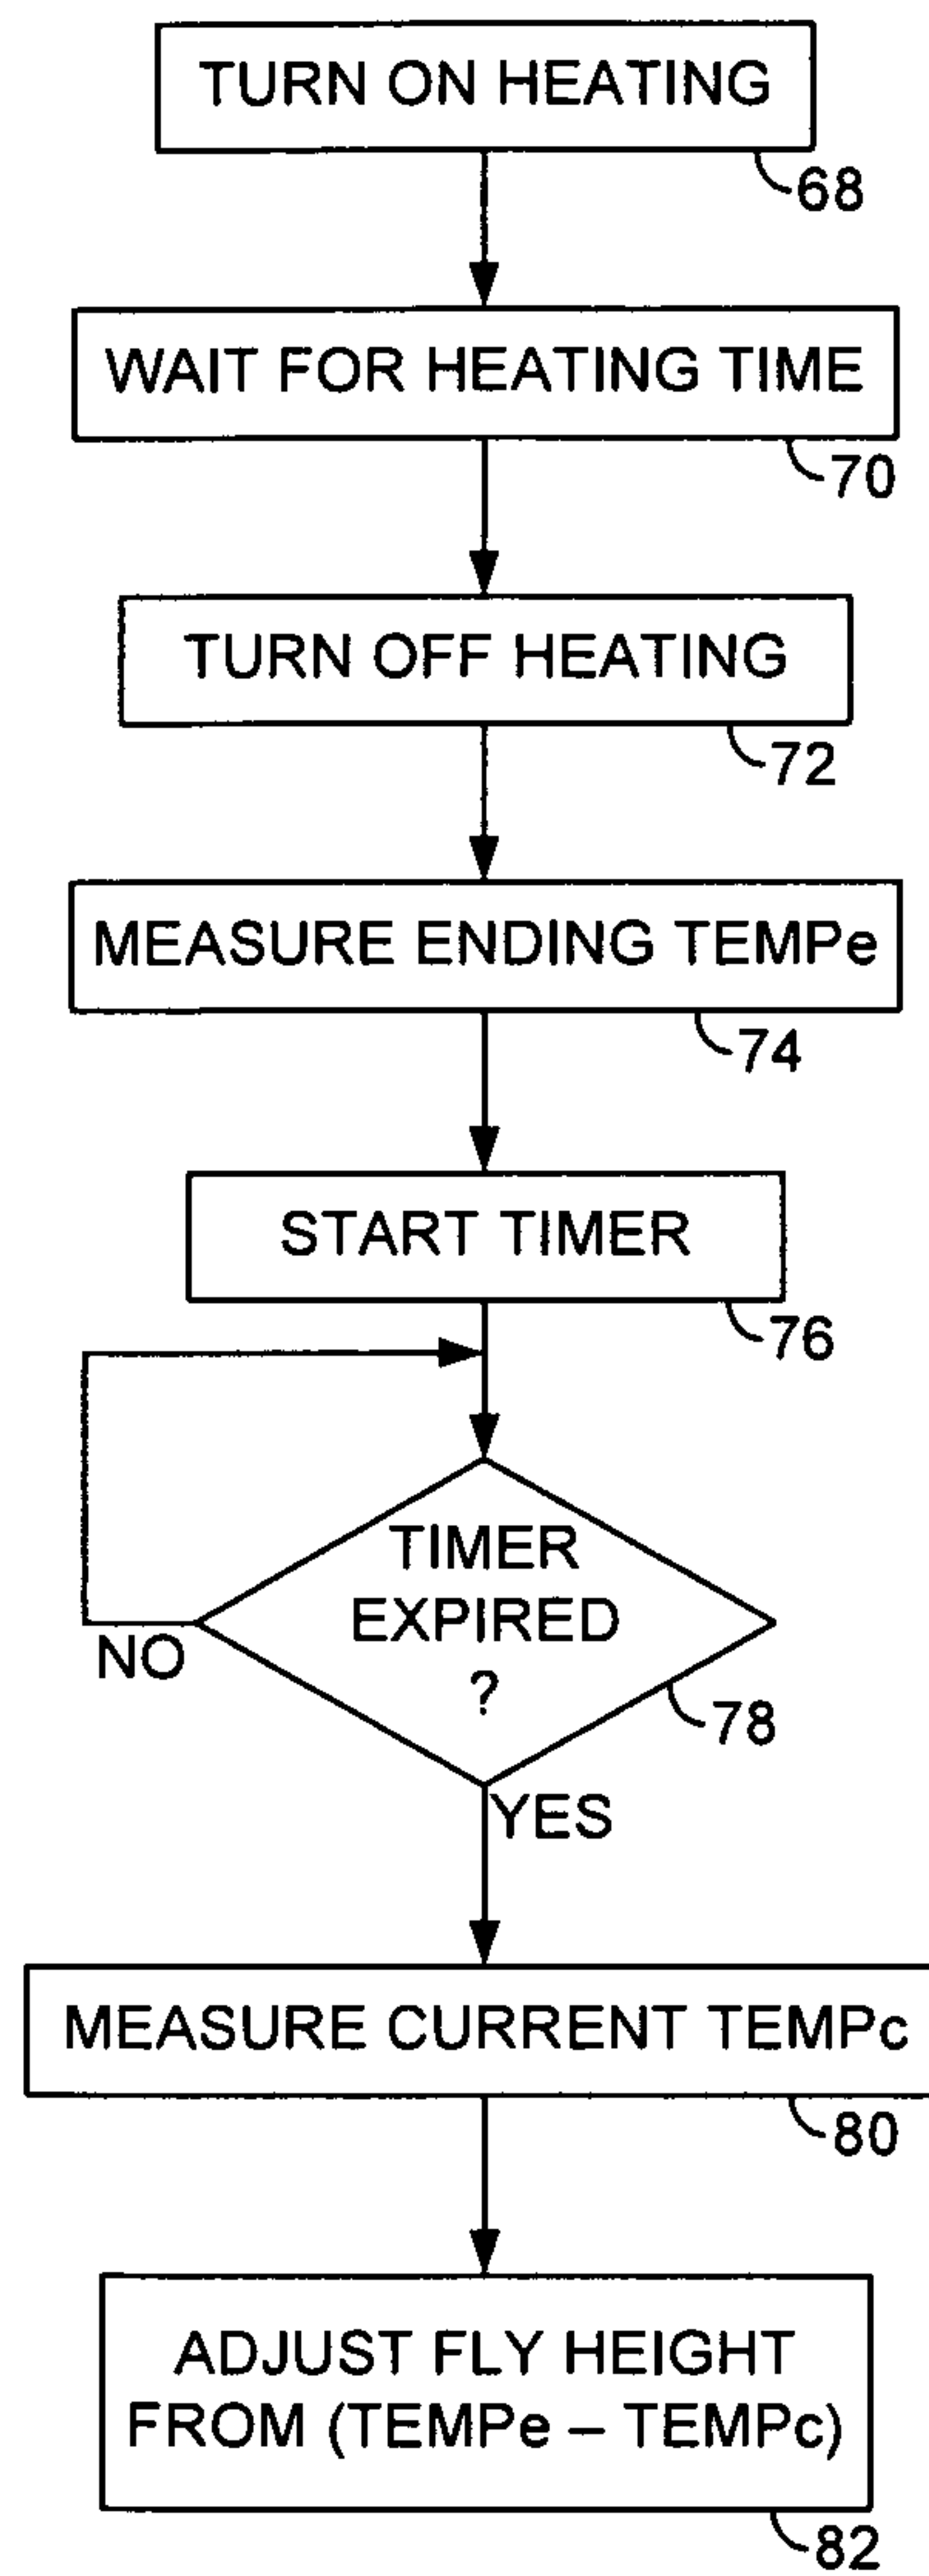 TURN ON HEATING
68
WAIT FOR HEATING TIME
70
TURN OFF HEATING
72
MEASURE ENDING TEMPe
74
START TIMER
76
TIMER
EXPIRED
?
NO
78
YES
MEASURE CURRENT TEMPc
80
ADJUST FLY HEIGHT
FROM (TEMPe – TEMPc)
82